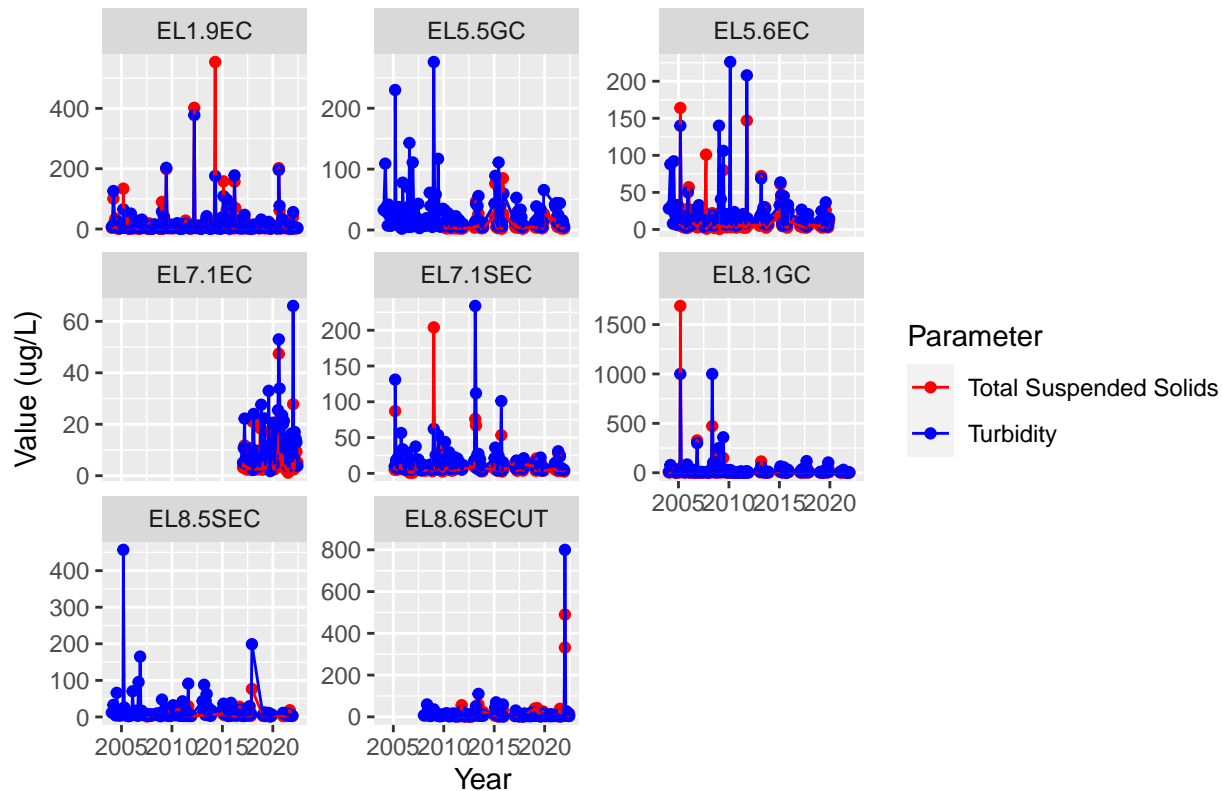 EL1.9EC
EL5.5GC
EL5.6EC
400
200
0
200
100
0
200
150
100
50
0
EL7.1EC
EL7.1SEC
EL8.1GC
60
40
20
0
200
150
100
50
0
1500
1000
500
0
2005 2010 2015 2020
EL8.5SEC
EL8.6SECUT
400
300
200
100
0
800
600
400
200
0
2005 2010 2015 2020
2005 2010 2015 2020
Year
Value (ug/L)
Parameter
Total Suspended Solids
Turbidity